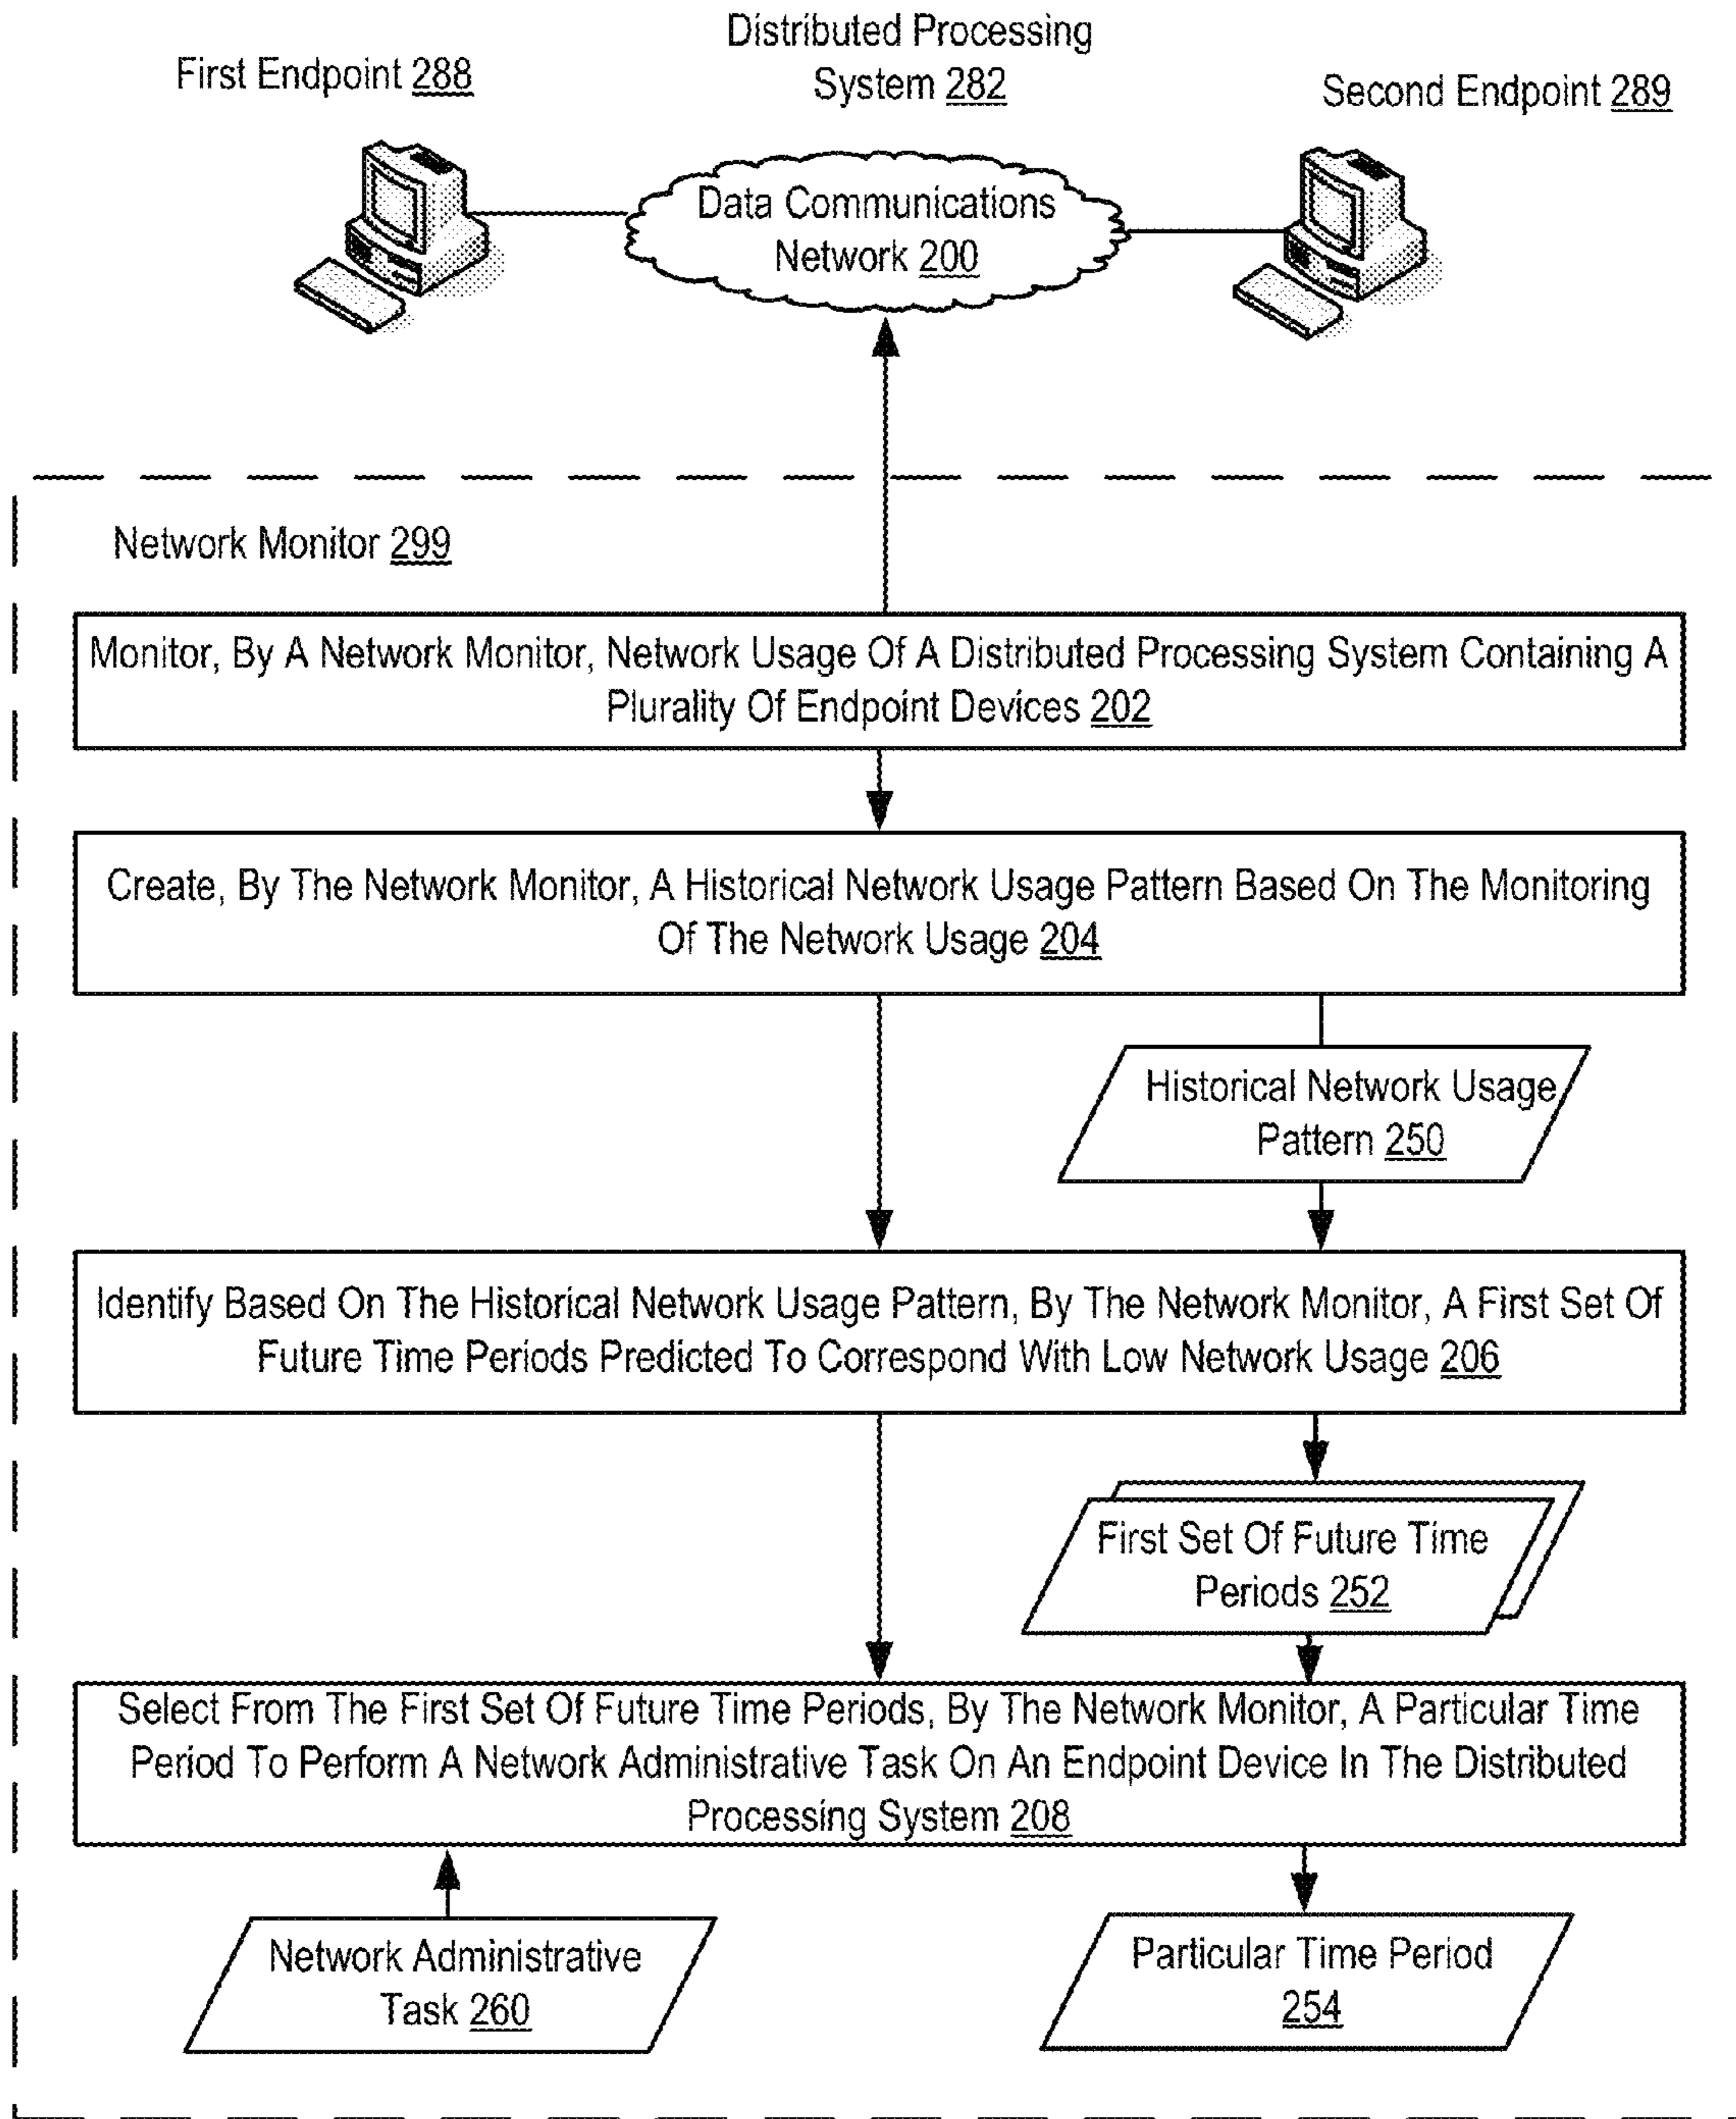 Distributed Processing
System 282
First Endpoint 288
Second Endpoint 289
Data Communications
Network 200
Network Monitor 299
Monitor, By A Network Monitor, Network Usage Of A Distributed Processing System Containing A
Plurality Of Endpoint Devices 202
Create, By The Network Monitor, A Historical Network Usage Pattern Based On The Monitoring
Of The Network Usage 204
Historical Network Usage
Pattern 250
Identify Based On The Historical Network Usage Pattern, By The Network Monitor, A First Set Of
Future Time Periods Predicted To Correspond With Low Network Usage 206
First Set Of Future Time
Periods 252
Select From The First Set Of Future Time Periods, By The Network Monitor, A Particular Time
Period To Perform A Network Administrative Task On An Endpoint Device In The Distributed
Processing System 208
Network Administrative
Task 260
Particular Time Period
254